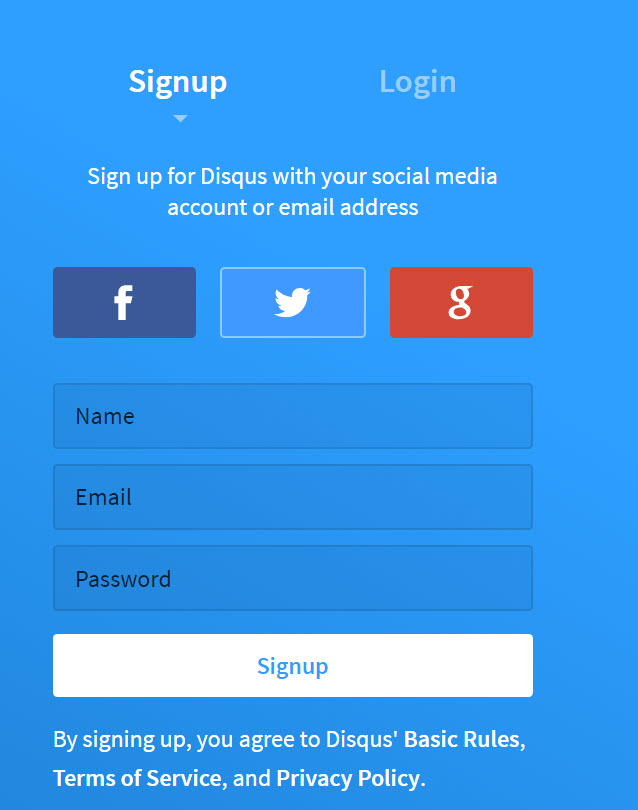 Signup Login
Sign up for Disqus with your social media
account or email address
f g
Name
Email
Password
Signup
By signing up, you agree to Disqus' Basic Rules,
Terms of Service, and Privacy Policy.